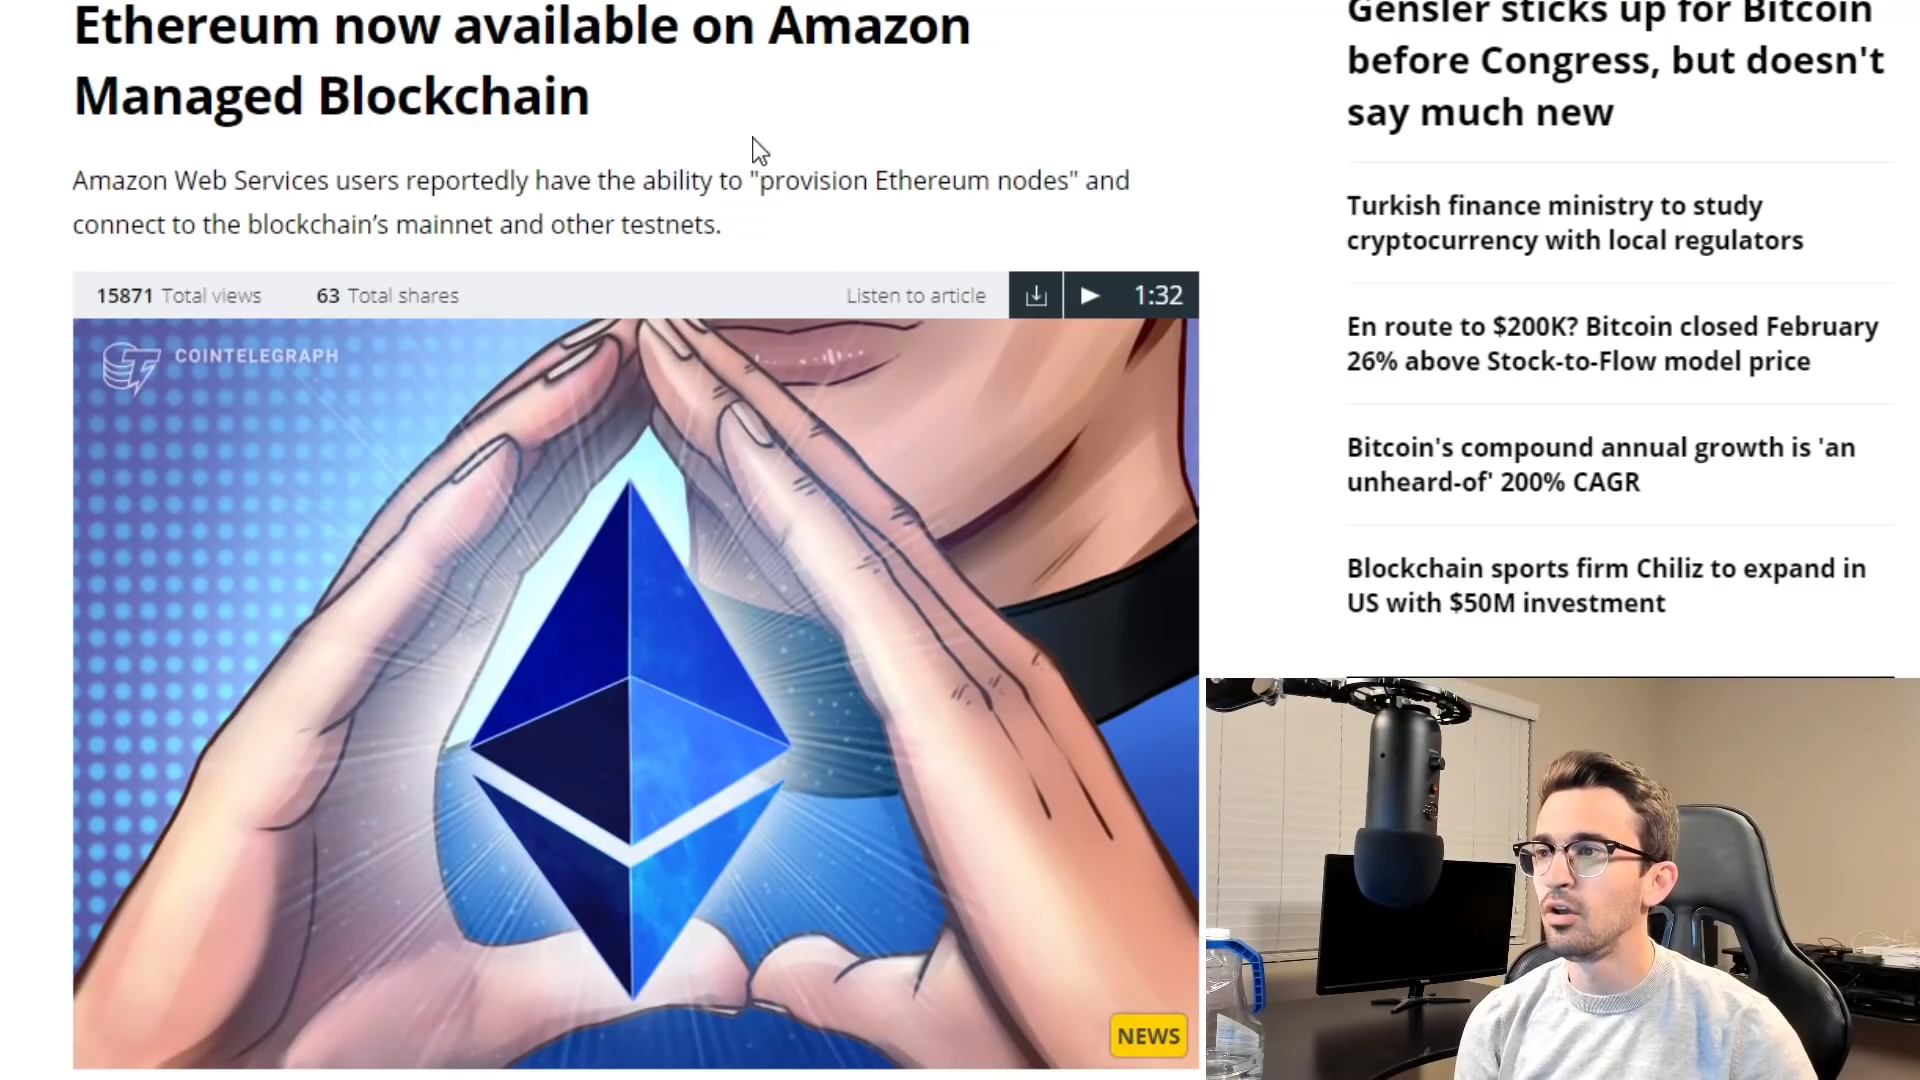 Ethereum now available on Amazon
Managed Blockchain
Amazon Web Services users reportedly have the ability to "provision Ethereum nodes" and
connect to the blockchain’s mainnet and other testnets.
15871 Total views
63 Total shares
Listen to article
1:32
COINTELEGRAPH
NEWS
Gensler sticks up for Bitcoin
before Congress, but doesn't
say much new
Turkish finance ministry to study
cryptocurrency with local regulators
En route to $200K? Bitcoin closed February
26% above Stock-to-Flow model price
Bitcoin's compound annual growth is 'an
unheard-of' 200% CAGR
Blockchain sports firm Chiliz to expand in
US with $50M investment